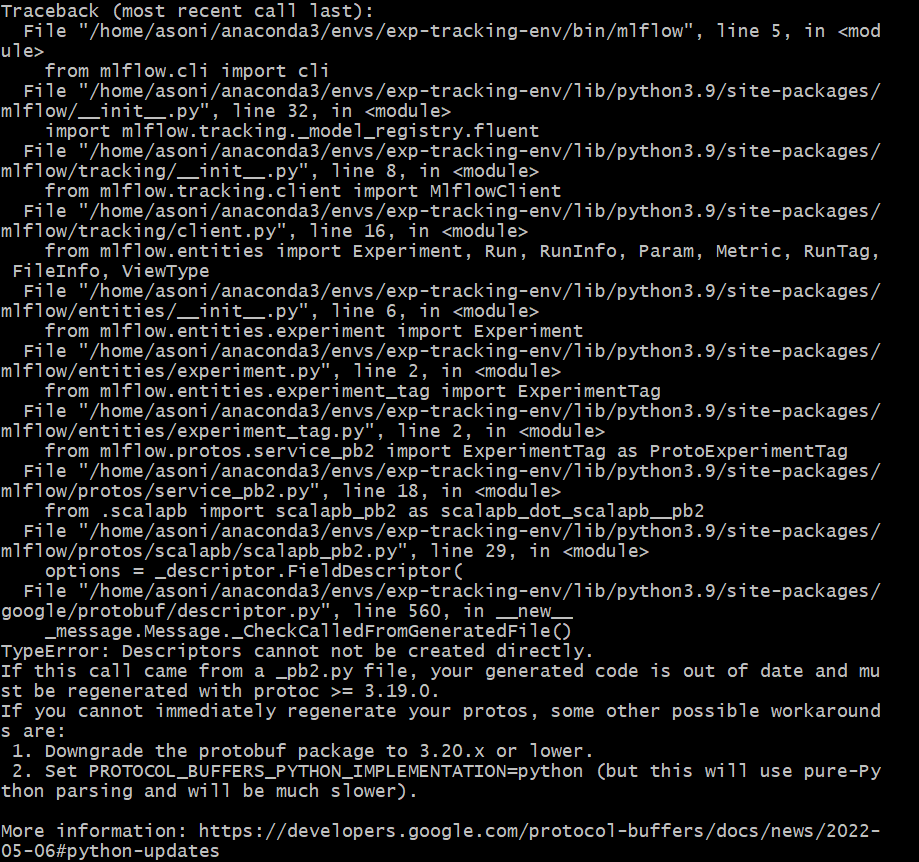 Traceback (most recent call last):
  File "/home/asoni/anaconda3/envs/exp-tracking-env/bin/mlflow", line 5, in <mod
ule>
    from mlflow.cli import cli
  File "/home/asoni/anaconda3/envs/exp-tracking-env/lib/python3.9/site-packages/
mlflow/__init__.py", line 32, in <module>
    import mlflow.tracking._model_registry.fluent
  File "/home/asoni/anaconda3/envs/exp-tracking-env/lib/python3.9/site-packages/
mlflow/tracking/__init__.py", line 8, in <module>
    from mlflow.tracking.client import MlflowClient
  File "/home/asoni/anaconda3/envs/exp-tracking-env/lib/python3.9/site-packages/
mlflow/tracking/client.py", line 16, in <module>
    from mlflow.entities import Experiment, Run, RunInfo, Param, Metric, RunTag,
 FileInfo, ViewType
  File "/home/asoni/anaconda3/envs/exp-tracking-env/lib/python3.9/site-packages/
mlflow/entities/__init__.py", line 6, in <module>
    from mlflow.entities.experiment import Experiment
  File "/home/asoni/anaconda3/envs/exp-tracking-env/lib/python3.9/site-packages/
mlflow/entities/experiment.py", line 2, in <module>
    from mlflow.entities.experiment_tag import ExperimentTag
  File "/home/asoni/anaconda3/envs/exp-tracking-env/lib/python3.9/site-packages/
mlflow/entities/experiment_tag.py", line 2, in <module>
    from mlflow.protos.service_pb2 import ExperimentTag as ProtoExperimentTag
  File "/home/asoni/anaconda3/envs/exp-tracking-env/lib/python3.9/site-packages/
mlflow/protos/service_pb2.py", line 18, in <module>
    from .scalapb import scalapb_pb2 as scalapb_dot_scalapb__pb2
  File "/home/asoni/anaconda3/envs/exp-tracking-env/lib/python3.9/site-packages/
mlflow/protos/scalapb/scalapb_pb2.py", line 29, in <module>
    options = _descriptor.FieldDescriptor(
  File "/home/asoni/anaconda3/envs/exp-tracking-env/lib/python3.9/site-packages/
google/protobuf/descriptor.py", line 560, in __new__
    _message.Message._CheckCalledFromGeneratedFile()
TypeError: Descriptors cannot not be created directly.
If this call came from a _pb2.py file, your generated code is out of date and mu
st be regenerated with protoc >= 3.19.0.
If you cannot immediately regenerate your protos, some other possible workaround
s are:
 1. Downgrade the protobuf package to 3.20.x or lower.
 2. Set PROTOCOL_BUFFERS_PYTHON_IMPLEMENTATION=python (but this will use pure-Py
thon parsing and will be much slower).

More information: https://developers.google.com/protocol-buffers/docs/news/2022-
05-06#python-updates